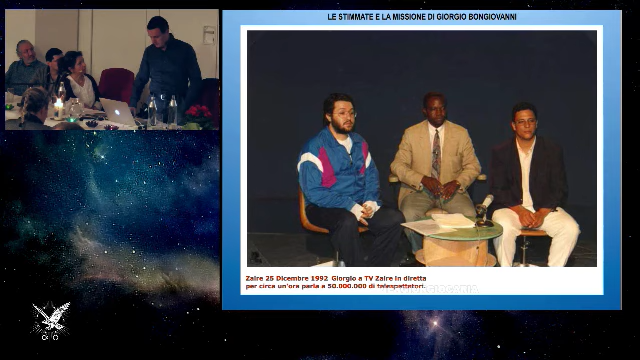 LE STIMMATE E LA MISSIONE DI GIORGIO BONGIOVANNI
Zaire 25 Dicembre 1992 Giorgio a TV Zaire in diretta
per circa un'ora parla a 50.000.000 di telespettatori.